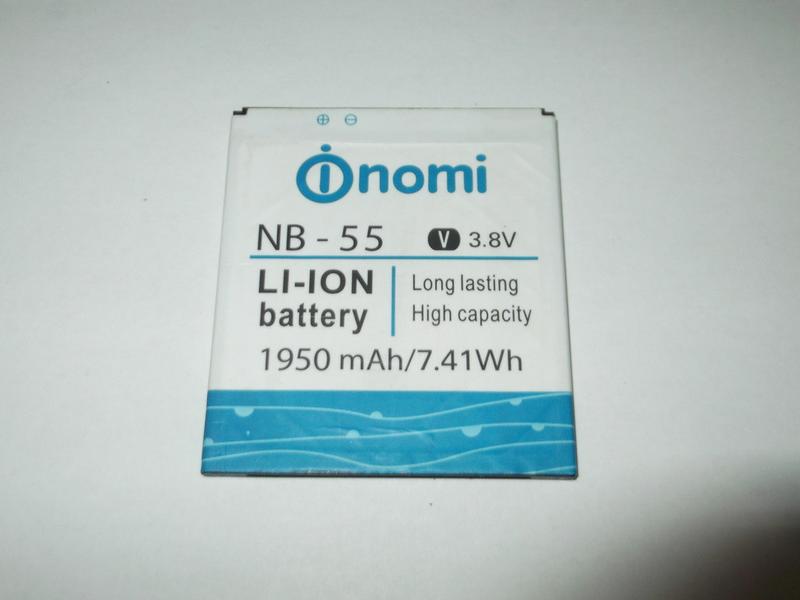 ⊕ ⊖
inomi
NB - 55 V 3.8V
LI-ION Long lasting
battery High capacity
1950 mAh/7.41Wh